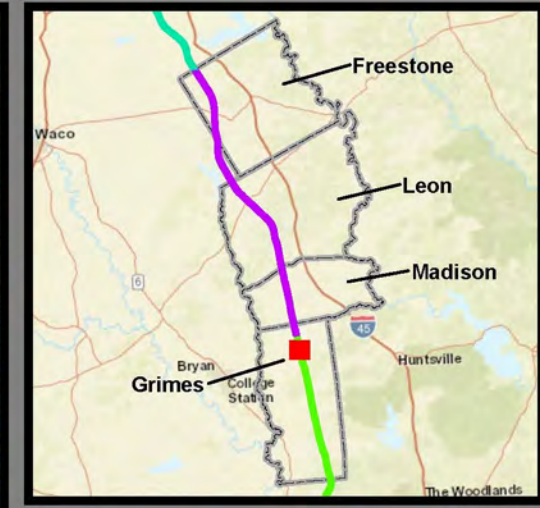 Freestone
Waco
Leon
Madison
6
45
Bryan
Huntsville
Grimes
College
Station
The Woodlands